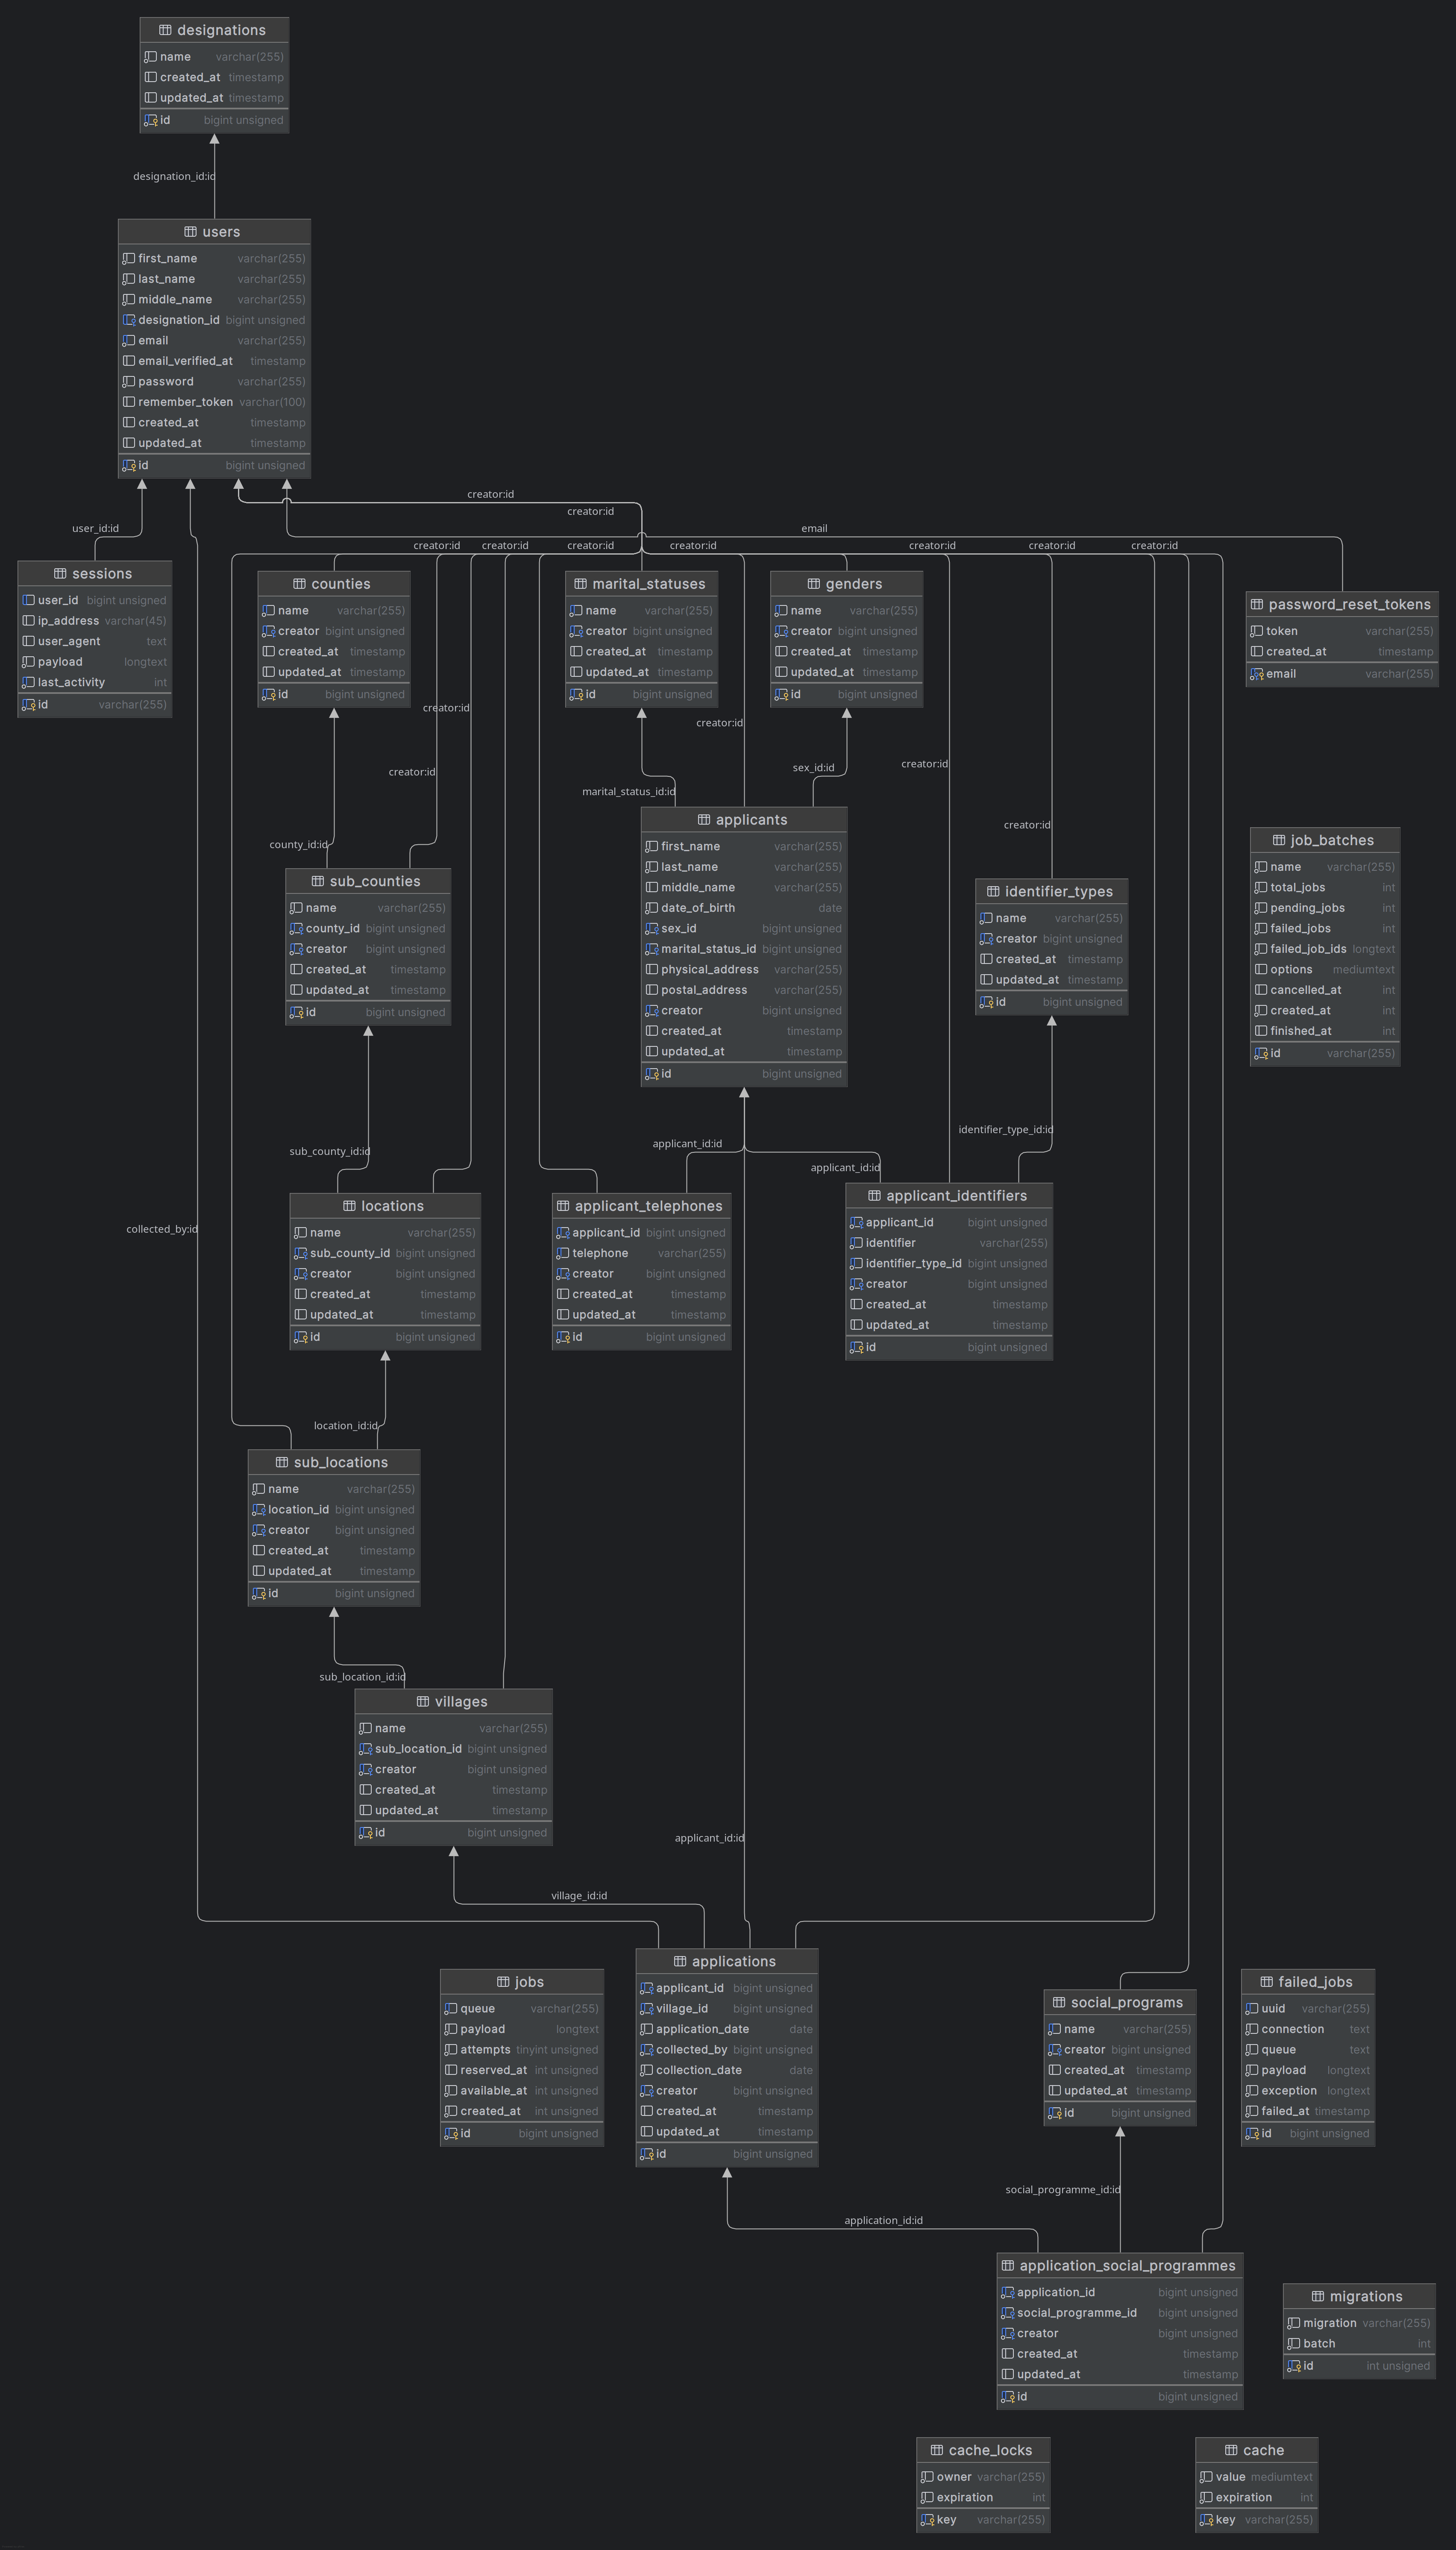 designations
name varchar(255)
created_at timestamp
updated_at timestamp
id bigint unsigned
designation_id:id
users
first_name varchar(255)
last_name varchar(255)
middle_name varchar(255)
designation_id bigint unsigned
email varchar(255)
email_verified_at timestamp
password varchar(255)
remember_token varchar(100)
created_at timestamp
updated_at timestamp
id bigint unsigned
creator:id
creator:id
user_id:id
email
creator:id creator:id creator:id creator:id creator:id creator:id creator:id
sessions
user_id bigint unsigned
ip_address varchar(45)
user_agent text
payload longtext
last_activity int
id varchar(255)
counties
name varchar(255)
creator bigint unsigned
created_at timestamp
updated_at timestamp
id bigint unsigned
marital_statuses
name varchar(255)
creator bigint unsigned
created_at timestamp
updated_at timestamp
id bigint unsigned
genders
name varchar(255)
creator bigint unsigned
created_at timestamp
updated_at timestamp
id bigint unsigned
password_reset_tokens
token varchar(255)
created_at timestamp
email varchar(255)
creator:id
creator:id
creator:id
sex_id:id
creator:id
creator:id
marital_status_id:id
creator:id
county_id:id
sub_counties
name varchar(255)
county_id bigint unsigned
creator bigint unsigned
created_at timestamp
updated_at timestamp
id bigint unsigned
applicants
first_name varchar(255)
last_name varchar(255)
middle_name varchar(255)
date_of_birth date
sex_id bigint unsigned
marital_status_id bigint unsigned
physical_address varchar(255)
postal_address varchar(255)
creator bigint unsigned
created_at timestamp
updated_at timestamp
id bigint unsigned
identifier_types
name varchar(255)
creator bigint unsigned
created_at timestamp
updated_at timestamp
id bigint unsigned
job_batches
name varchar(255)
total_jobs int
pending_jobs int
failed_jobs int
failed_job_ids longtext
options mediumtext
cancelled_at int
created_at int
finished_at int
id varchar(255)
identifier_type_id:id
applicant_id:id
sub_county_id:id
applicant_id:id
collected_by:id
locations
name varchar(255)
sub_county_id bigint unsigned
creator bigint unsigned
created_at timestamp
updated_at timestamp
id bigint unsigned
applicant_telephones
applicant_id bigint unsigned
telephone varchar(255)
creator bigint unsigned
created_at timestamp
updated_at timestamp
id bigint unsigned
applicant_identifiers
applicant_id bigint unsigned
identifier varchar(255)
identifier_type_id bigint unsigned
creator bigint unsigned
created_at timestamp
updated_at timestamp
id bigint unsigned
location_id:id
sub_locations
name varchar(255)
location_id bigint unsigned
creator bigint unsigned
created_at timestamp
updated_at timestamp
id bigint unsigned
sub_location_id:id
villages
name varchar(255)
sub_location_id bigint unsigned
creator bigint unsigned
created_at timestamp
updated_at timestamp
id bigint unsigned
applicant_id:id
village_id:id
jobs
queue varchar(255)
payload longtext
attempts tinyint unsigned
reserved_at int unsigned
available_at int unsigned
created_at int unsigned
id bigint unsigned
applications
applicant_id bigint unsigned
village_id bigint unsigned
application_date date
collected_by bigint unsigned
collection_date date
creator bigint unsigned
created_at timestamp
updated_at timestamp
id bigint unsigned
social_programs
name varchar(255)
creator bigint unsigned
created_at timestamp
updated_at timestamp
id bigint unsigned
failed_jobs
uuid varchar(255)
connection text
queue text
payload longtext
exception longtext
failed_at timestamp
id bigint unsigned
social_programme_id:id
application_id:id
application_social_programmes
application_id bigint unsigned
social_programme_id bigint unsigned
creator bigint unsigned
created_at timestamp
updated_at timestamp
id bigint unsigned
migrations
migration varchar(255)
batch int
id int unsigned
cache_locks
owner varchar(255)
expiration int
key varchar(255)
cache
value mediumtext
expiration int
key varchar(255)